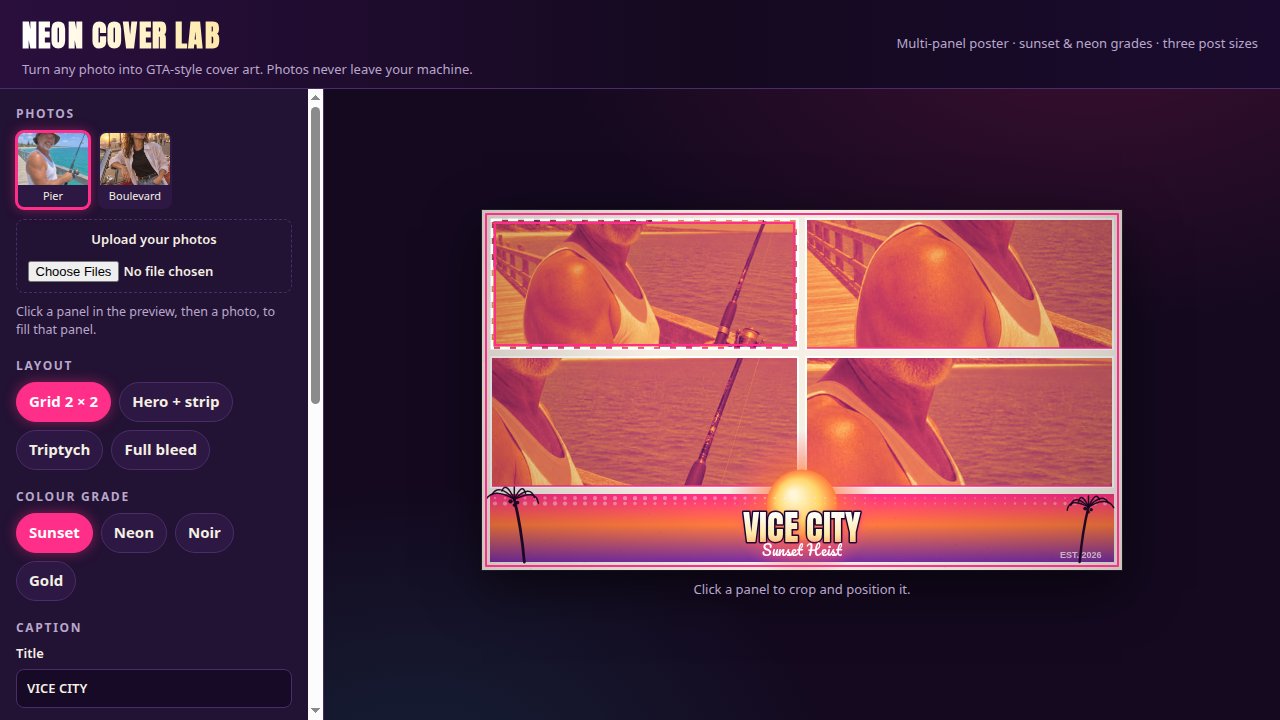 NEON COVER LAB
Turn any photo into GTA-style cover art. Photos never leave your machine.
Multi-panel poster · sunset & neon grades · three post sizes
PHOTOS
Pier
Boulevard
Upload your photos
Choose Files No file chosen
Click a panel in the preview, then a photo, to
fill that panel.
LAYOUT
Grid 2 × 2
Hero + strip
Triptych
Full bleed
COLOUR GRADE
Sunset
Neon
Noir
Gold
CAPTION
Title
VICE CITY
VICE CITY
Sunset Heist
EST. 2026
Click a panel to crop and position it.